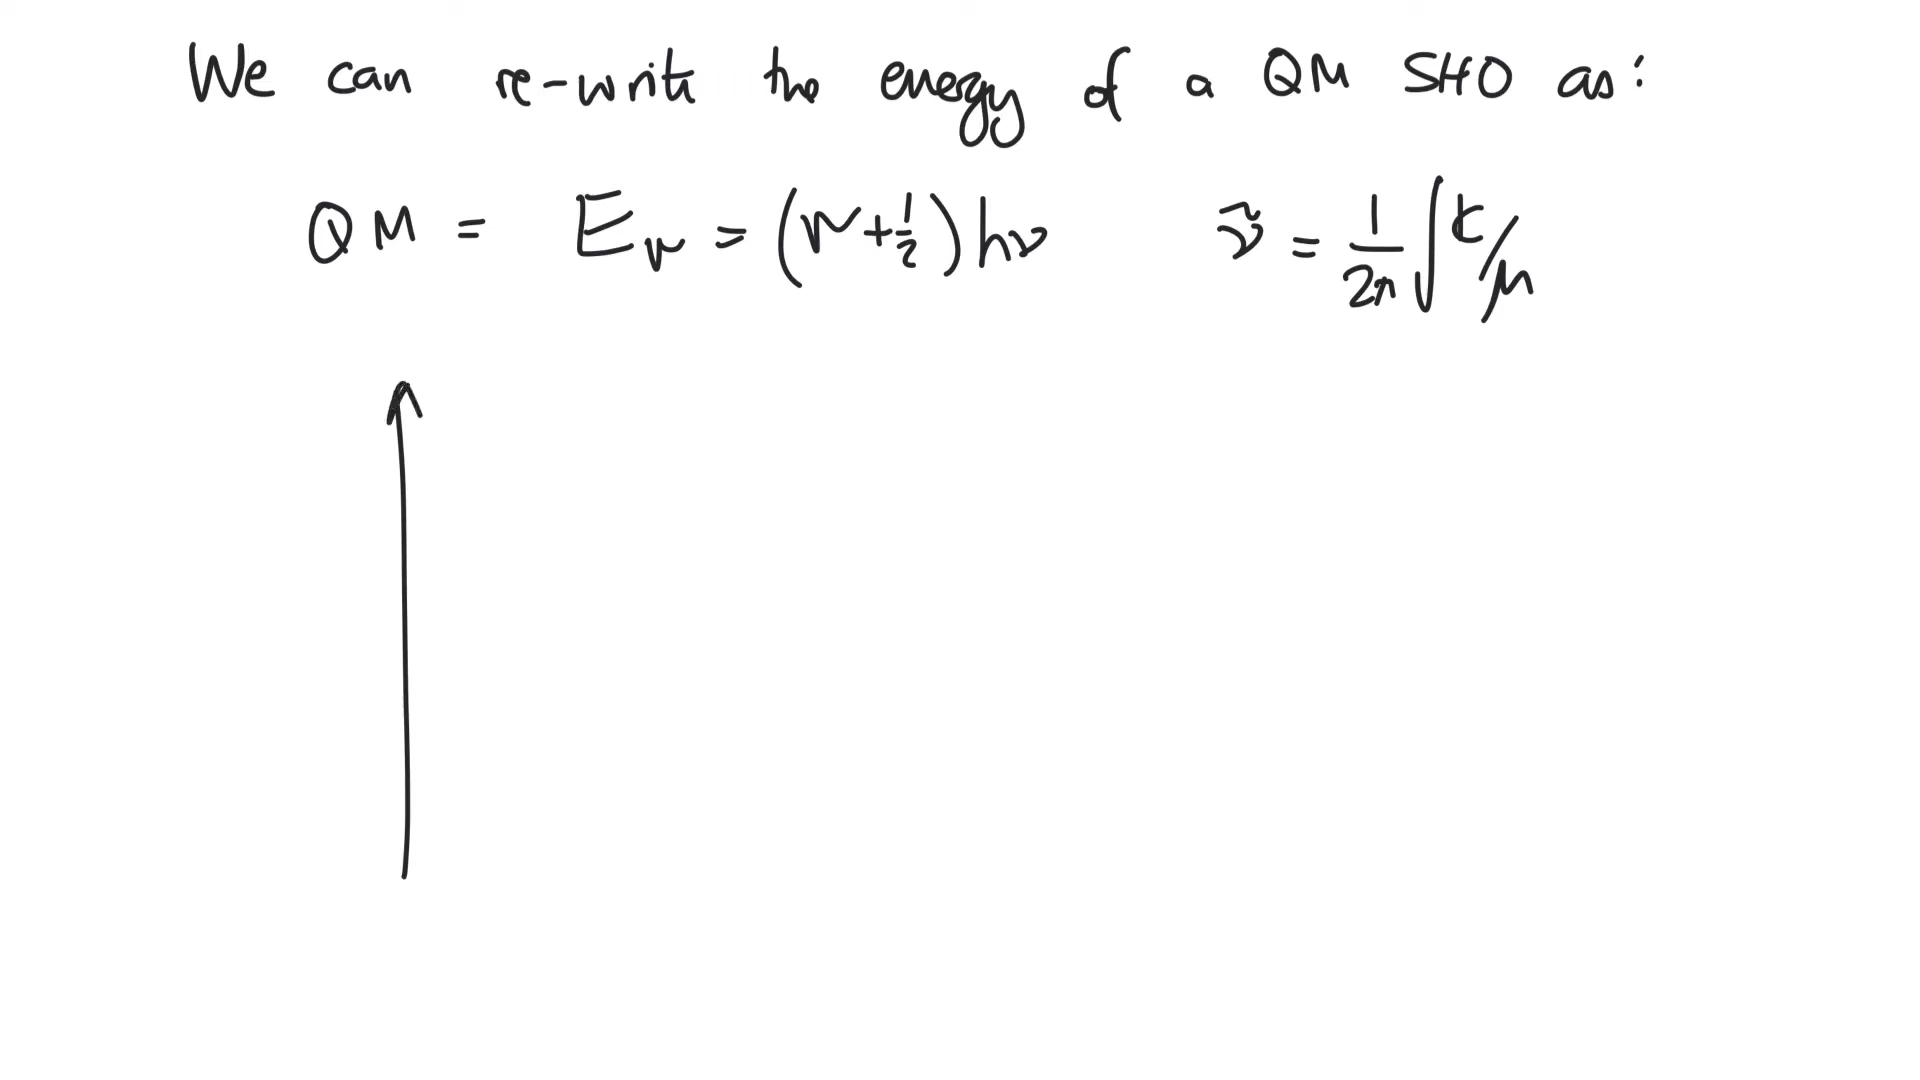 We can re-write the energy of a QM SHO as:
QM = E_v = (v + 1/2) hν ν̃ = 1/2π √k/μ